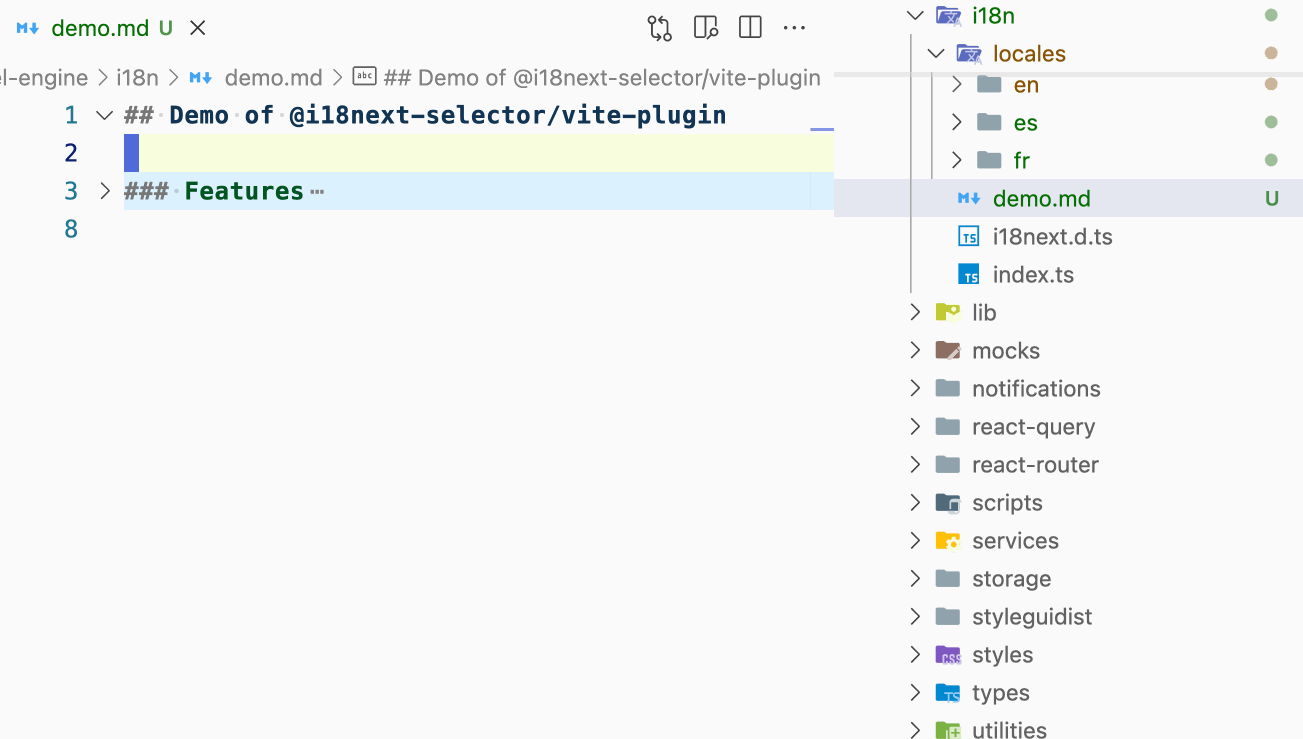 demo.md U
el-engine > i18n > demo.md > ## Demo of @i18next-selector/vite-plugin
1 ## Demo of @i18next-selector/vite-plugin
2
3 ### Features ⋯
8
i18n
locales
en
es
fr
demo.md U
i18next.d.ts
index.ts
lib
mocks
notifications
react-query
react-router
scripts
services
storage
styleguidist
styles
types
utilities